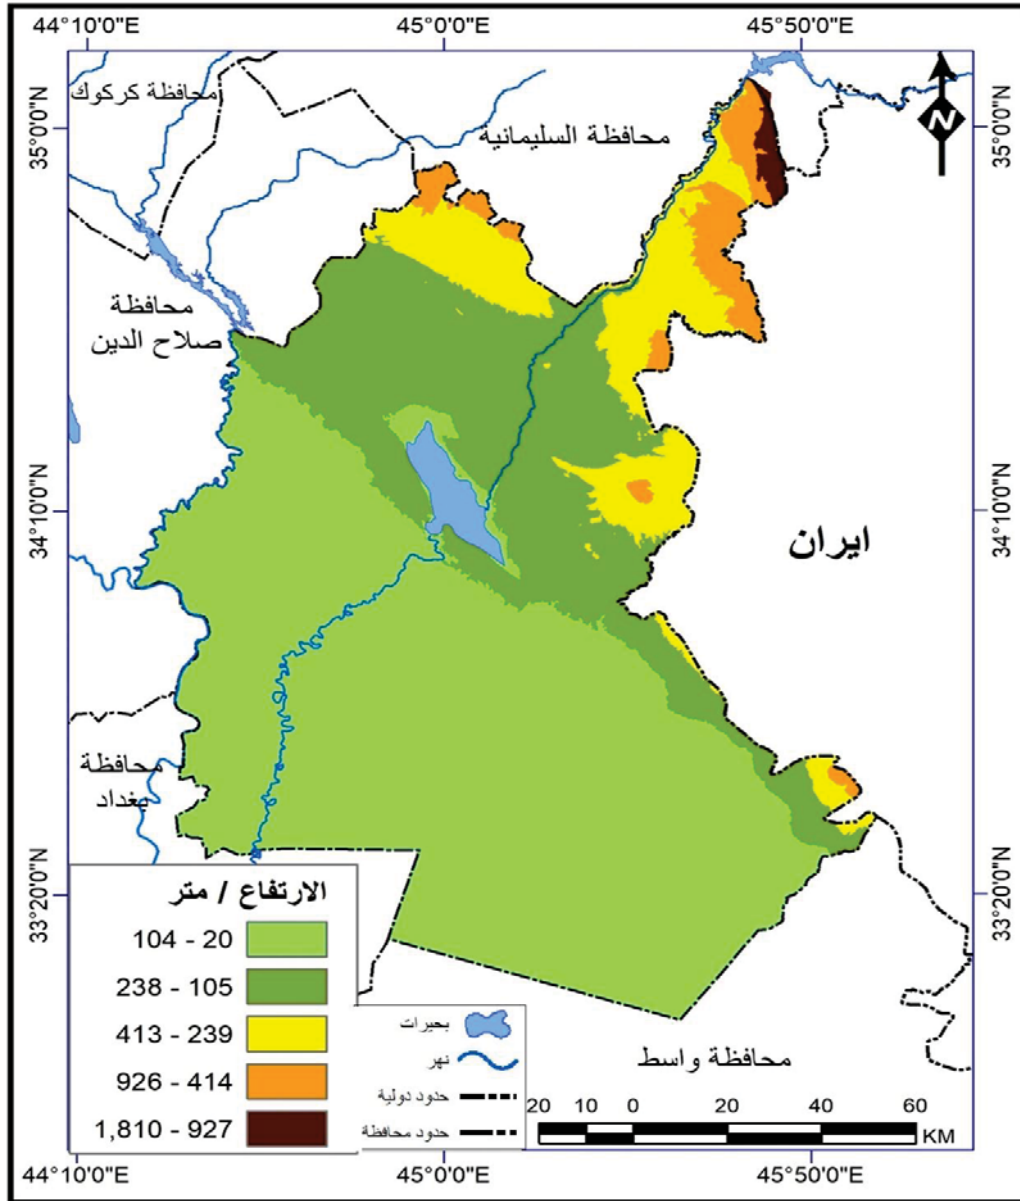 44°10'0"E
45°0'0"E
45°50'0"E
35°0'0"N
35°0'0"N
34°10'0"N
34°10'0"N
33°20'0"N
33°20'0"N
محافظة كركوك
محافظة السليمانية
محافظة
صلاح الدين
ايران
محافظة
بغداد
محافظة واسط
N
الارتفاع / متر
104 - 20
238 - 105
413 - 239
926 - 414
1,810 - 927
بحيرات
نهر
حدود دولية
حدود محافظة
20 10 0 20 40 60
KM
44°10'0"E
45°0'0"E
45°50'0"E